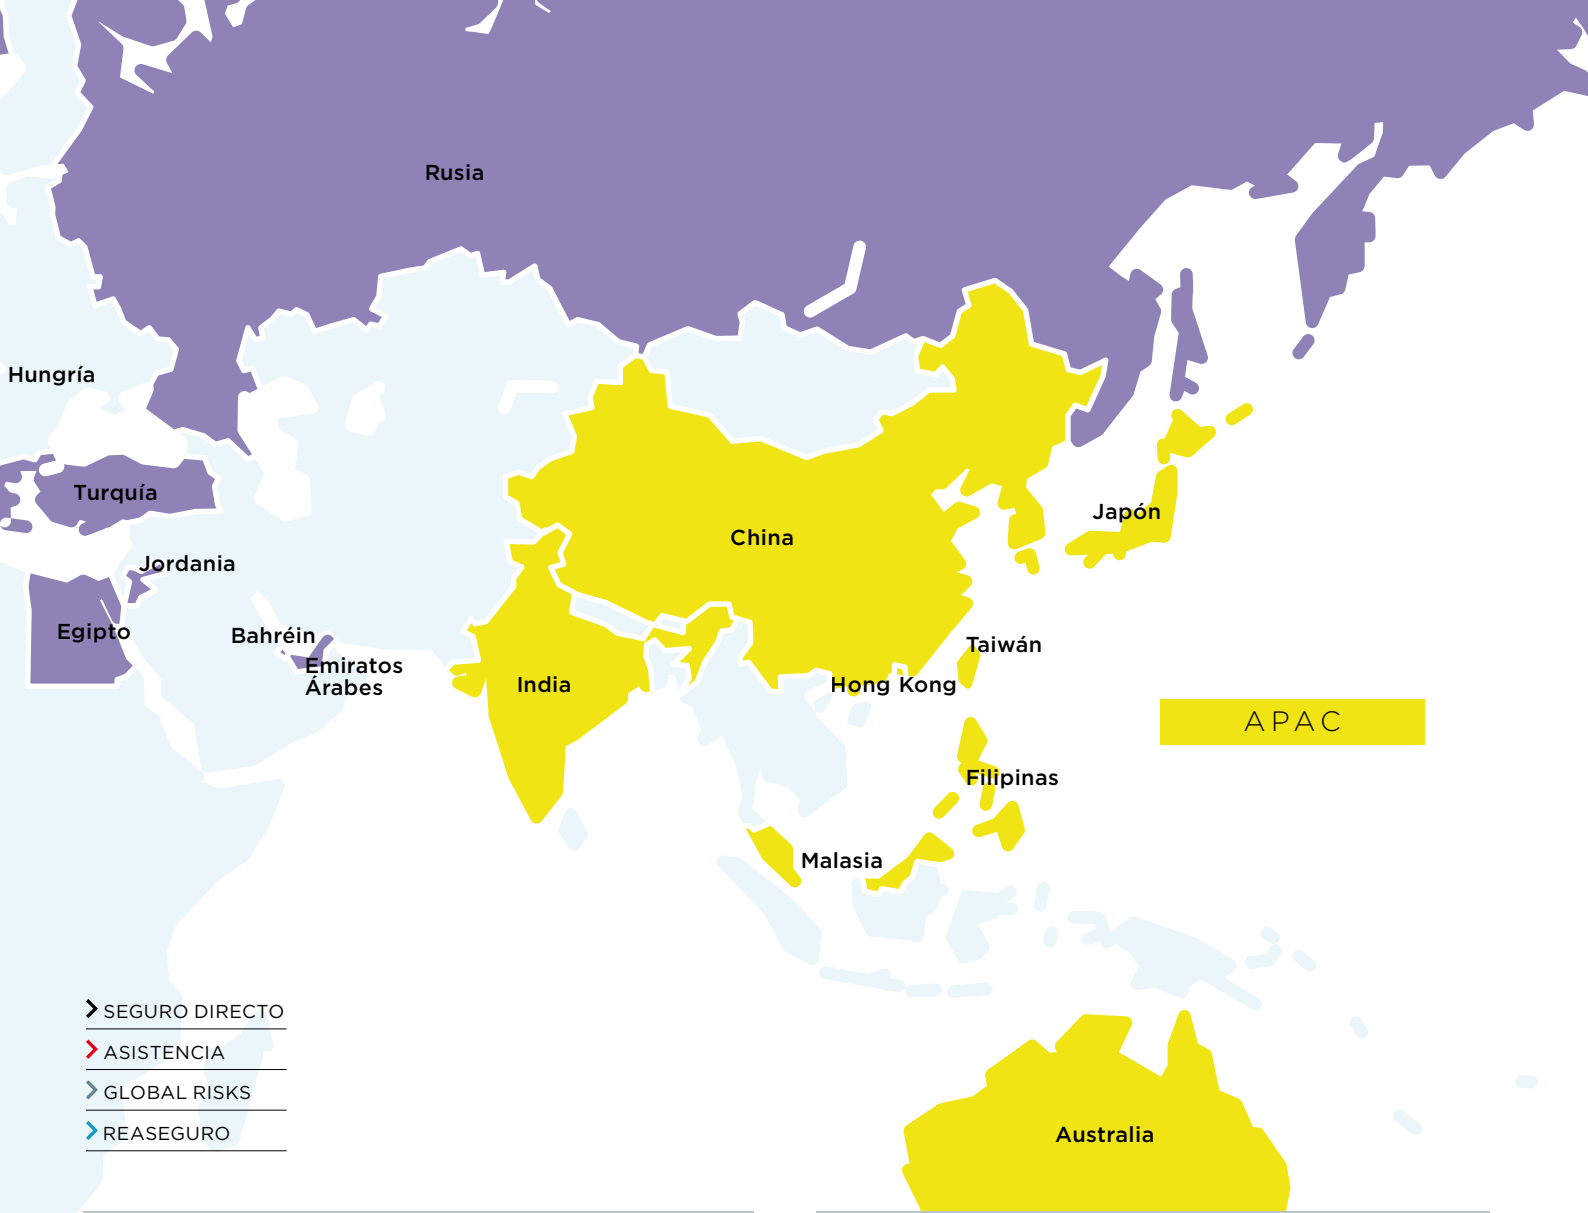 Rusia
Hungría
Turquía
Japón
China
Jordania
Egipto
Bahréin
Taiwán
Emiratos
Árabes
India
Hong Kong
APAC
Filipinas
Malasia
SEGURO DIRECTO
ASISTENCIA
GLOBAL RISKS
REASEGURO
Australia